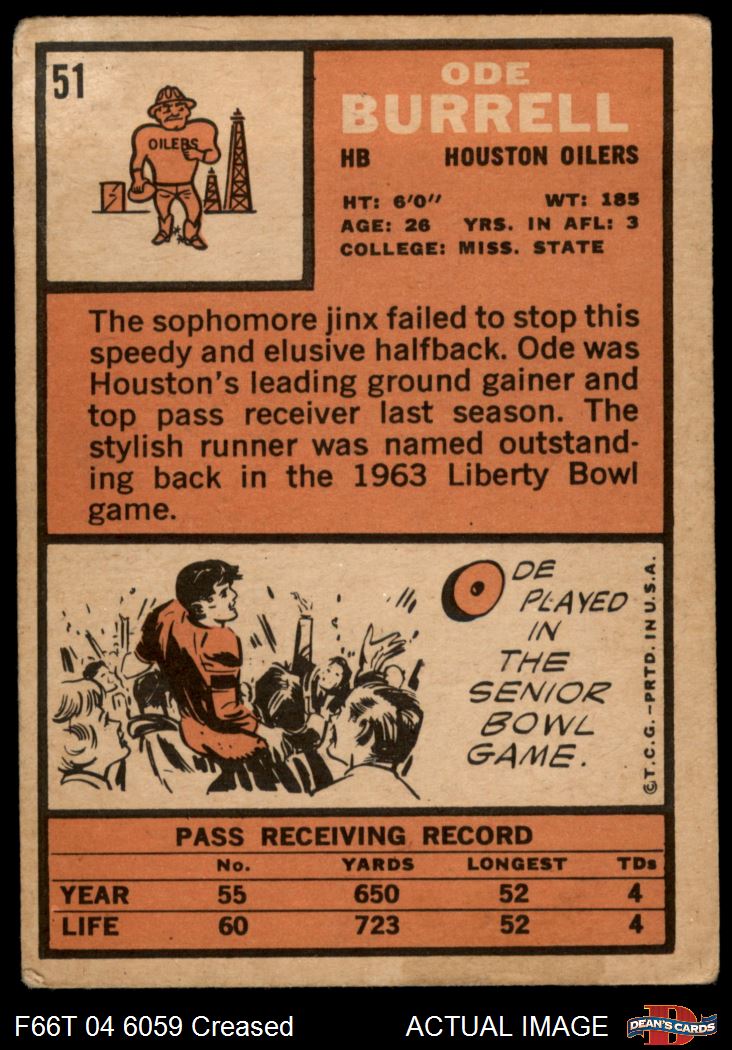 51
OILERS
ODE
BURRELL
HB HOUSTON OILERS
HT: 6'0" WT: 185
AGE: 26 YRS. IN AFL: 3
COLLEGE: MISS. STATE
The sophomore jinx failed to stop this
speedy and elusive halfback. Ode was
Houston's leading ground gainer and
top pass receiver last season. The
stylish runner was named outstand-
ing back in the 1963 Liberty Bowl
game.
ODE
PLAYED
IN
THE
SENIOR
BOWL
GAME.
©T.C.G.—PRTD. IN U.S.A.
PASS RECEIVING RECORD
No. YARDS LONGEST TDs
YEAR 55 650 52 4
LIFE 60 723 52 4
F66T 04 6059 Creased ACTUAL IMAGE
D
DEAN'S CARDS